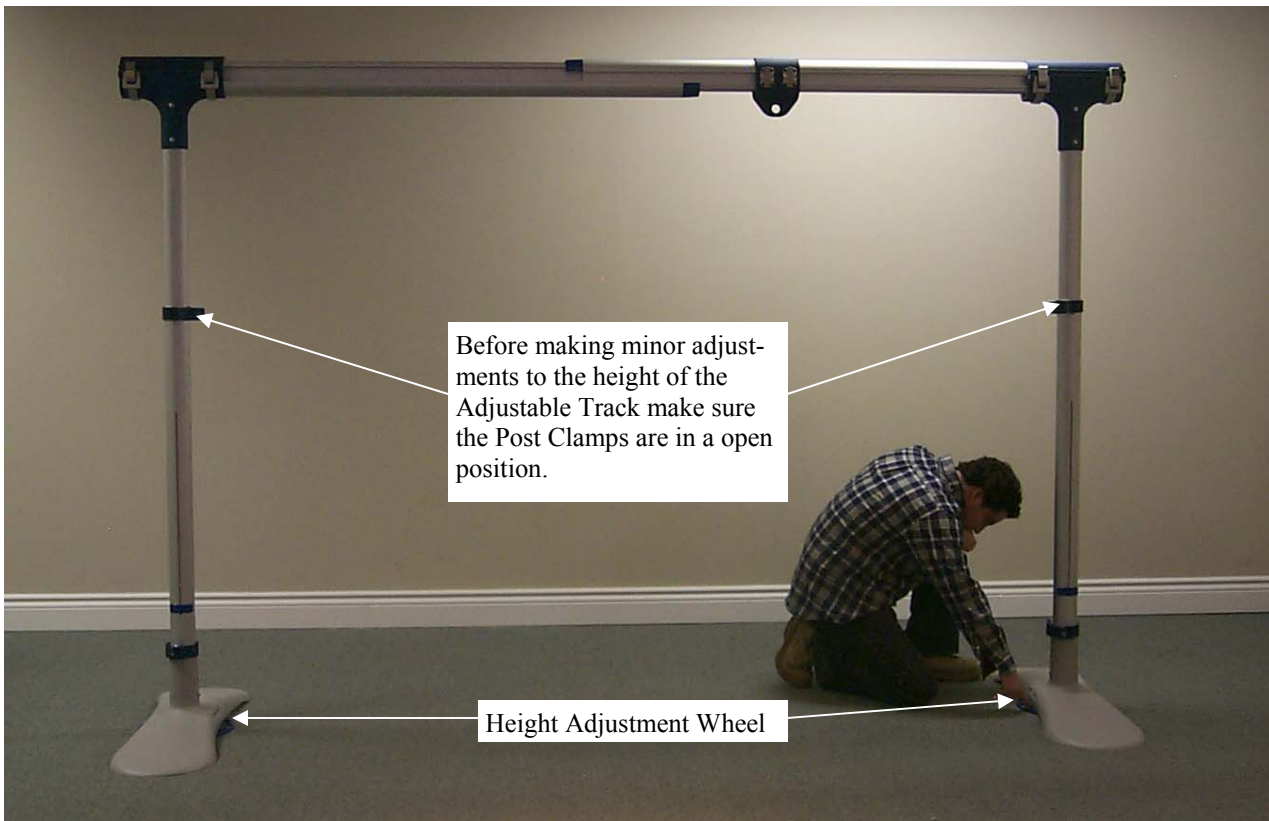 Before making minor adjust-
ments to the height of the
Adjustable Track make sure
the Post Clamps are in a open
position.
Height Adjustment Wheel